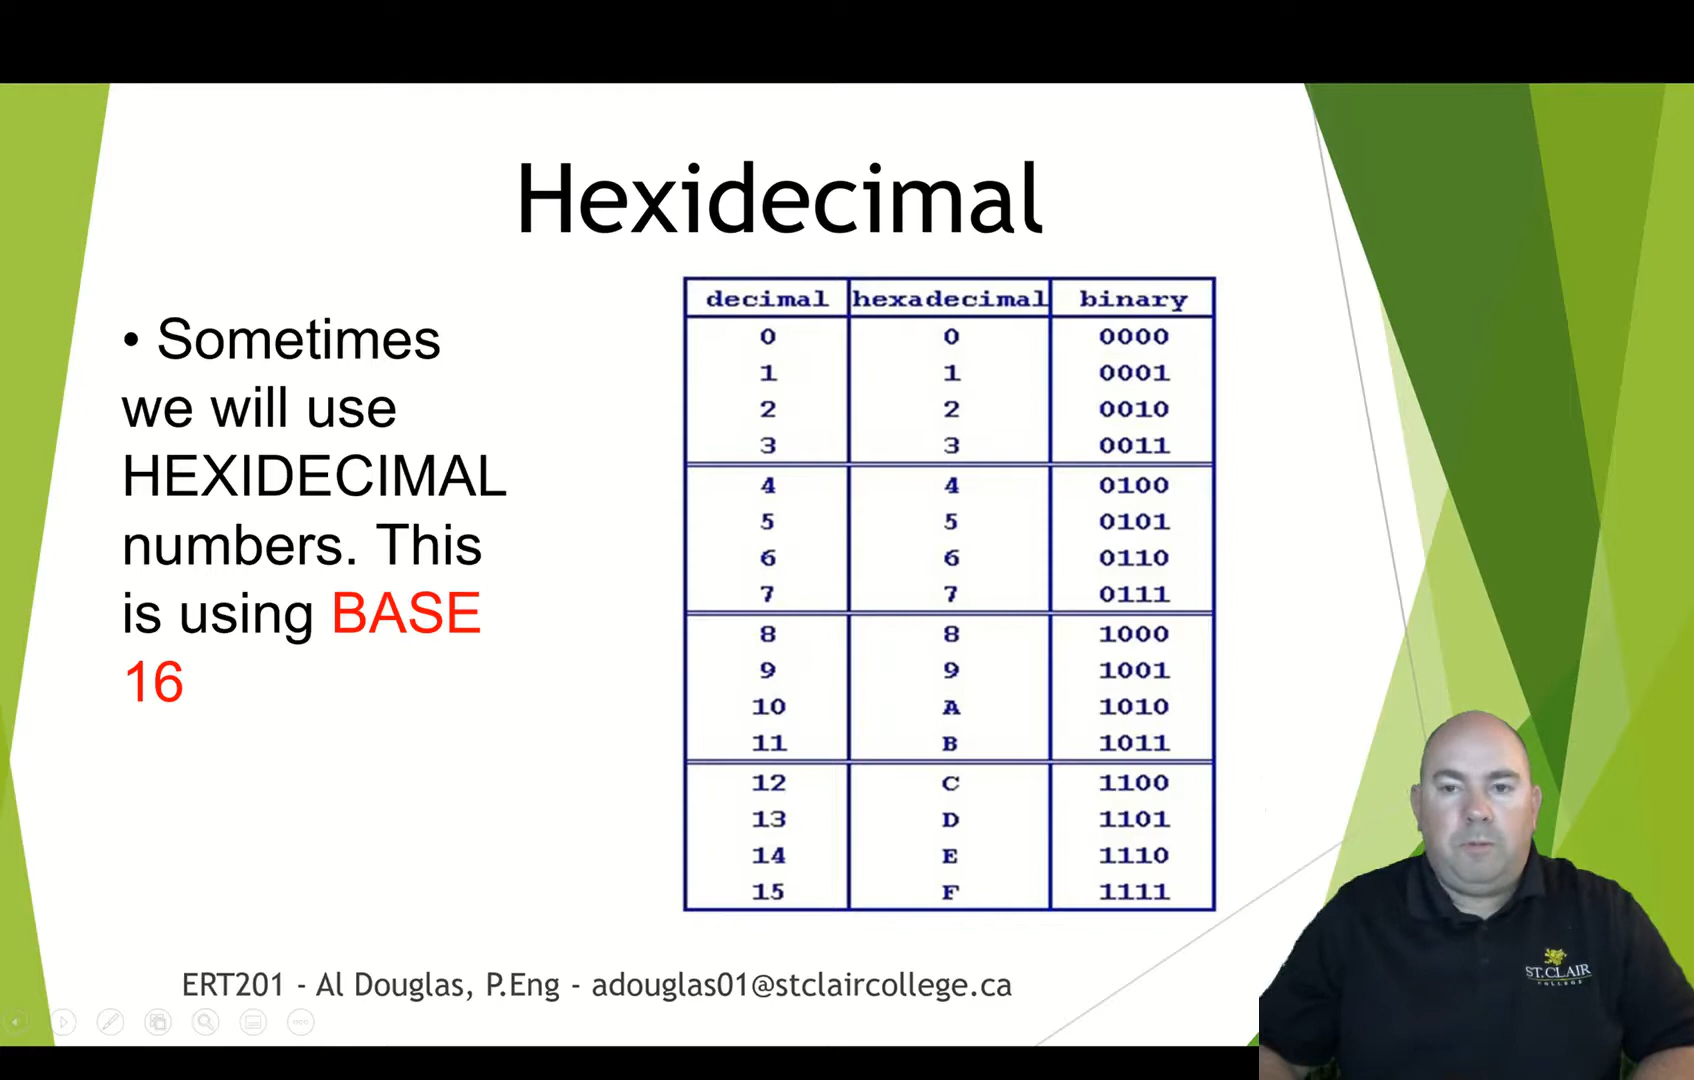 Hexidecimal
• Sometimes
we will use
HEXIDECIMAL
numbers. This
is using BASE
16
decimal hexadecimal binary
0 0 0000
1 1 0001
2 2 0010
3 3 0011
4 4 0100
5 5 0101
6 6 0110
7 7 0111
8 8 1000
9 9 1001
10 A 1010
11 B 1011
12 C 1100
13 D 1101
14 E 1110
15 F 1111
ST. CLAIR
COLLEGE
ERT201 - Al Douglas, P.Eng - adouglas01@stclaircollege.ca